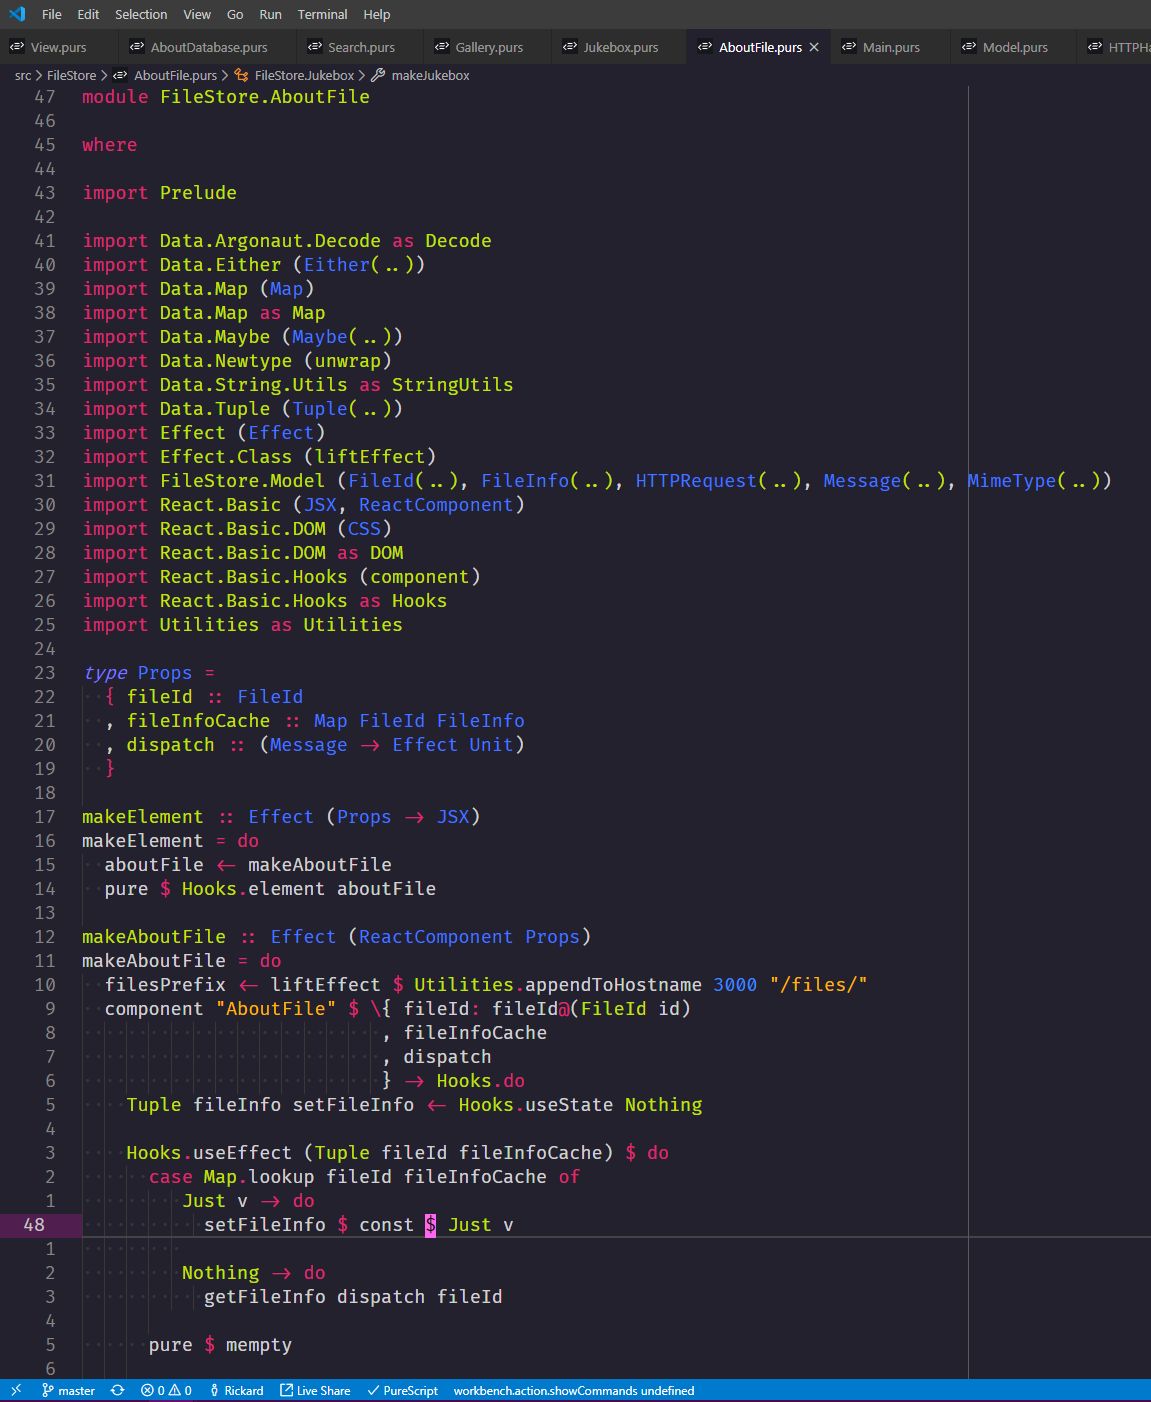 File Edit Selection View Go Run Terminal Help
View.purs AboutDatabase.purs Search.purs Gallery.purs Jukebox.purs AboutFile.purs Main.purs Model.purs HTTPHa
src > FileStore > AboutFile.purs > FileStore.Jukebox > makeJukebox
47 module FileStore.AboutFile
46
45 where
44
43 import Prelude
42
41 import Data.Argonaut.Decode as Decode
40 import Data.Either (Either(..))
39 import Data.Map (Map)
38 import Data.Map as Map
37 import Data.Maybe (Maybe(..))
36 import Data.Newtype (unwrap)
35 import Data.String.Utils as StringUtils
34 import Data.Tuple (Tuple(..))
33 import Effect (Effect)
32 import Effect.Class (liftEffect)
31 import FileStore.Model (FileId(..), FileInfo(..), HTTPRequest(..), Message(..), MimeType(..))
30 import React.Basic (JSX, ReactComponent)
29 import React.Basic.DOM (CSS)
28 import React.Basic.DOM as DOM
27 import React.Basic.Hooks (component)
26 import React.Basic.Hooks as Hooks
25 import Utilities as Utilities
24
23 type Props =
22   { fileId :: FileId
21   , fileInfoCache :: Map FileId FileInfo
20   , dispatch :: (Message -> Effect Unit)
19   }
18
17 makeElement :: Effect (Props -> JSX)
16 makeElement = do
15   aboutFile <- makeAboutFile
14   pure $ Hooks.element aboutFile
13
12 makeAboutFile :: Effect (ReactComponent Props)
11 makeAboutFile = do
10   filesPrefix <- liftEffect $ Utilities.appendToHostname 3000 "/files/"
9   component "AboutFile" $ \{ fileId: fileId@(FileId id)
8                            , fileInfoCache
7                            , dispatch
6                            } -> Hooks.do
5     Tuple fileInfo setFileInfo <- Hooks.useState Nothing
4
3     Hooks.useEffect (Tuple fileId fileInfoCache) $ do
2       case Map.lookup fileId fileInfoCache of
1          Just v -> do
48            setFileInfo $ const $ Just v
1
2          Nothing -> do
3            getFileInfo dispatch fileId
4
5       pure $ mempty
6
master 0 0 Rickard Live Share PureScript workbench.action.showCommands undefined